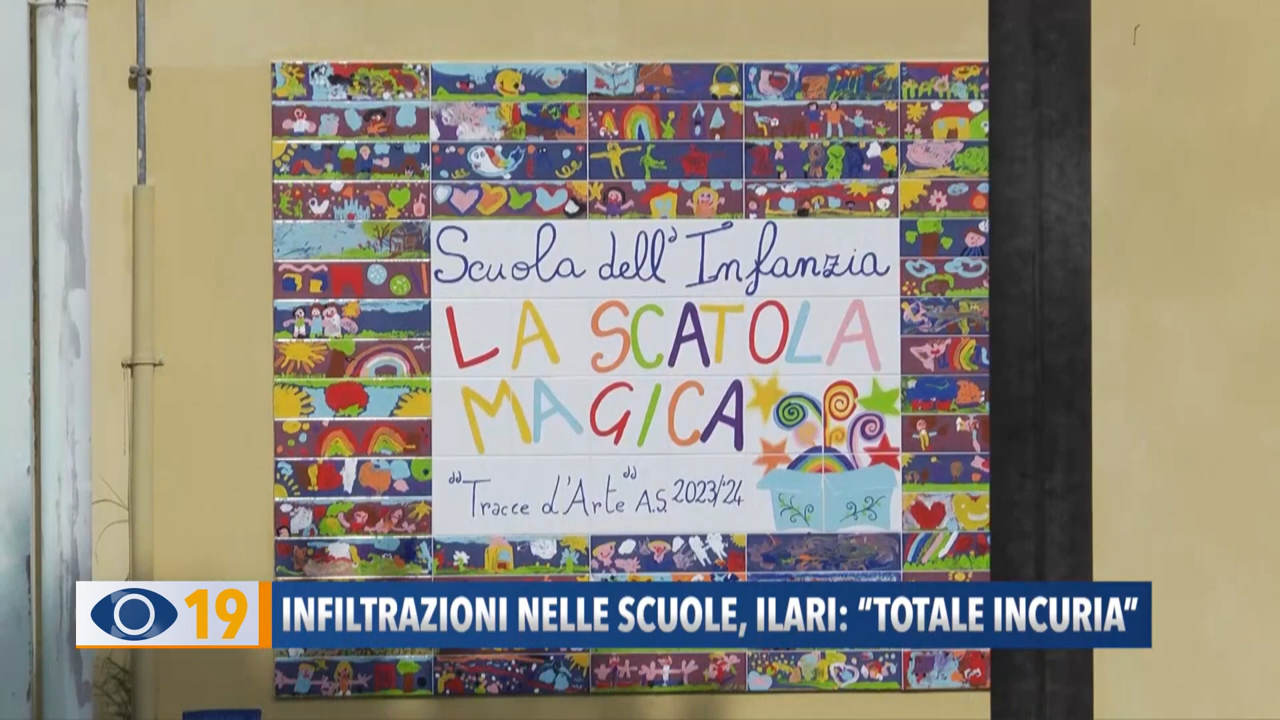 Scuola dell'Infanzia
LA SCATOLA
MAGICA
"Tracce d'Arte" A.S. 2023/24
19 INFILTRAZIONI NELLE SCUOLE, ILARI: “TOTALE INCURIA”